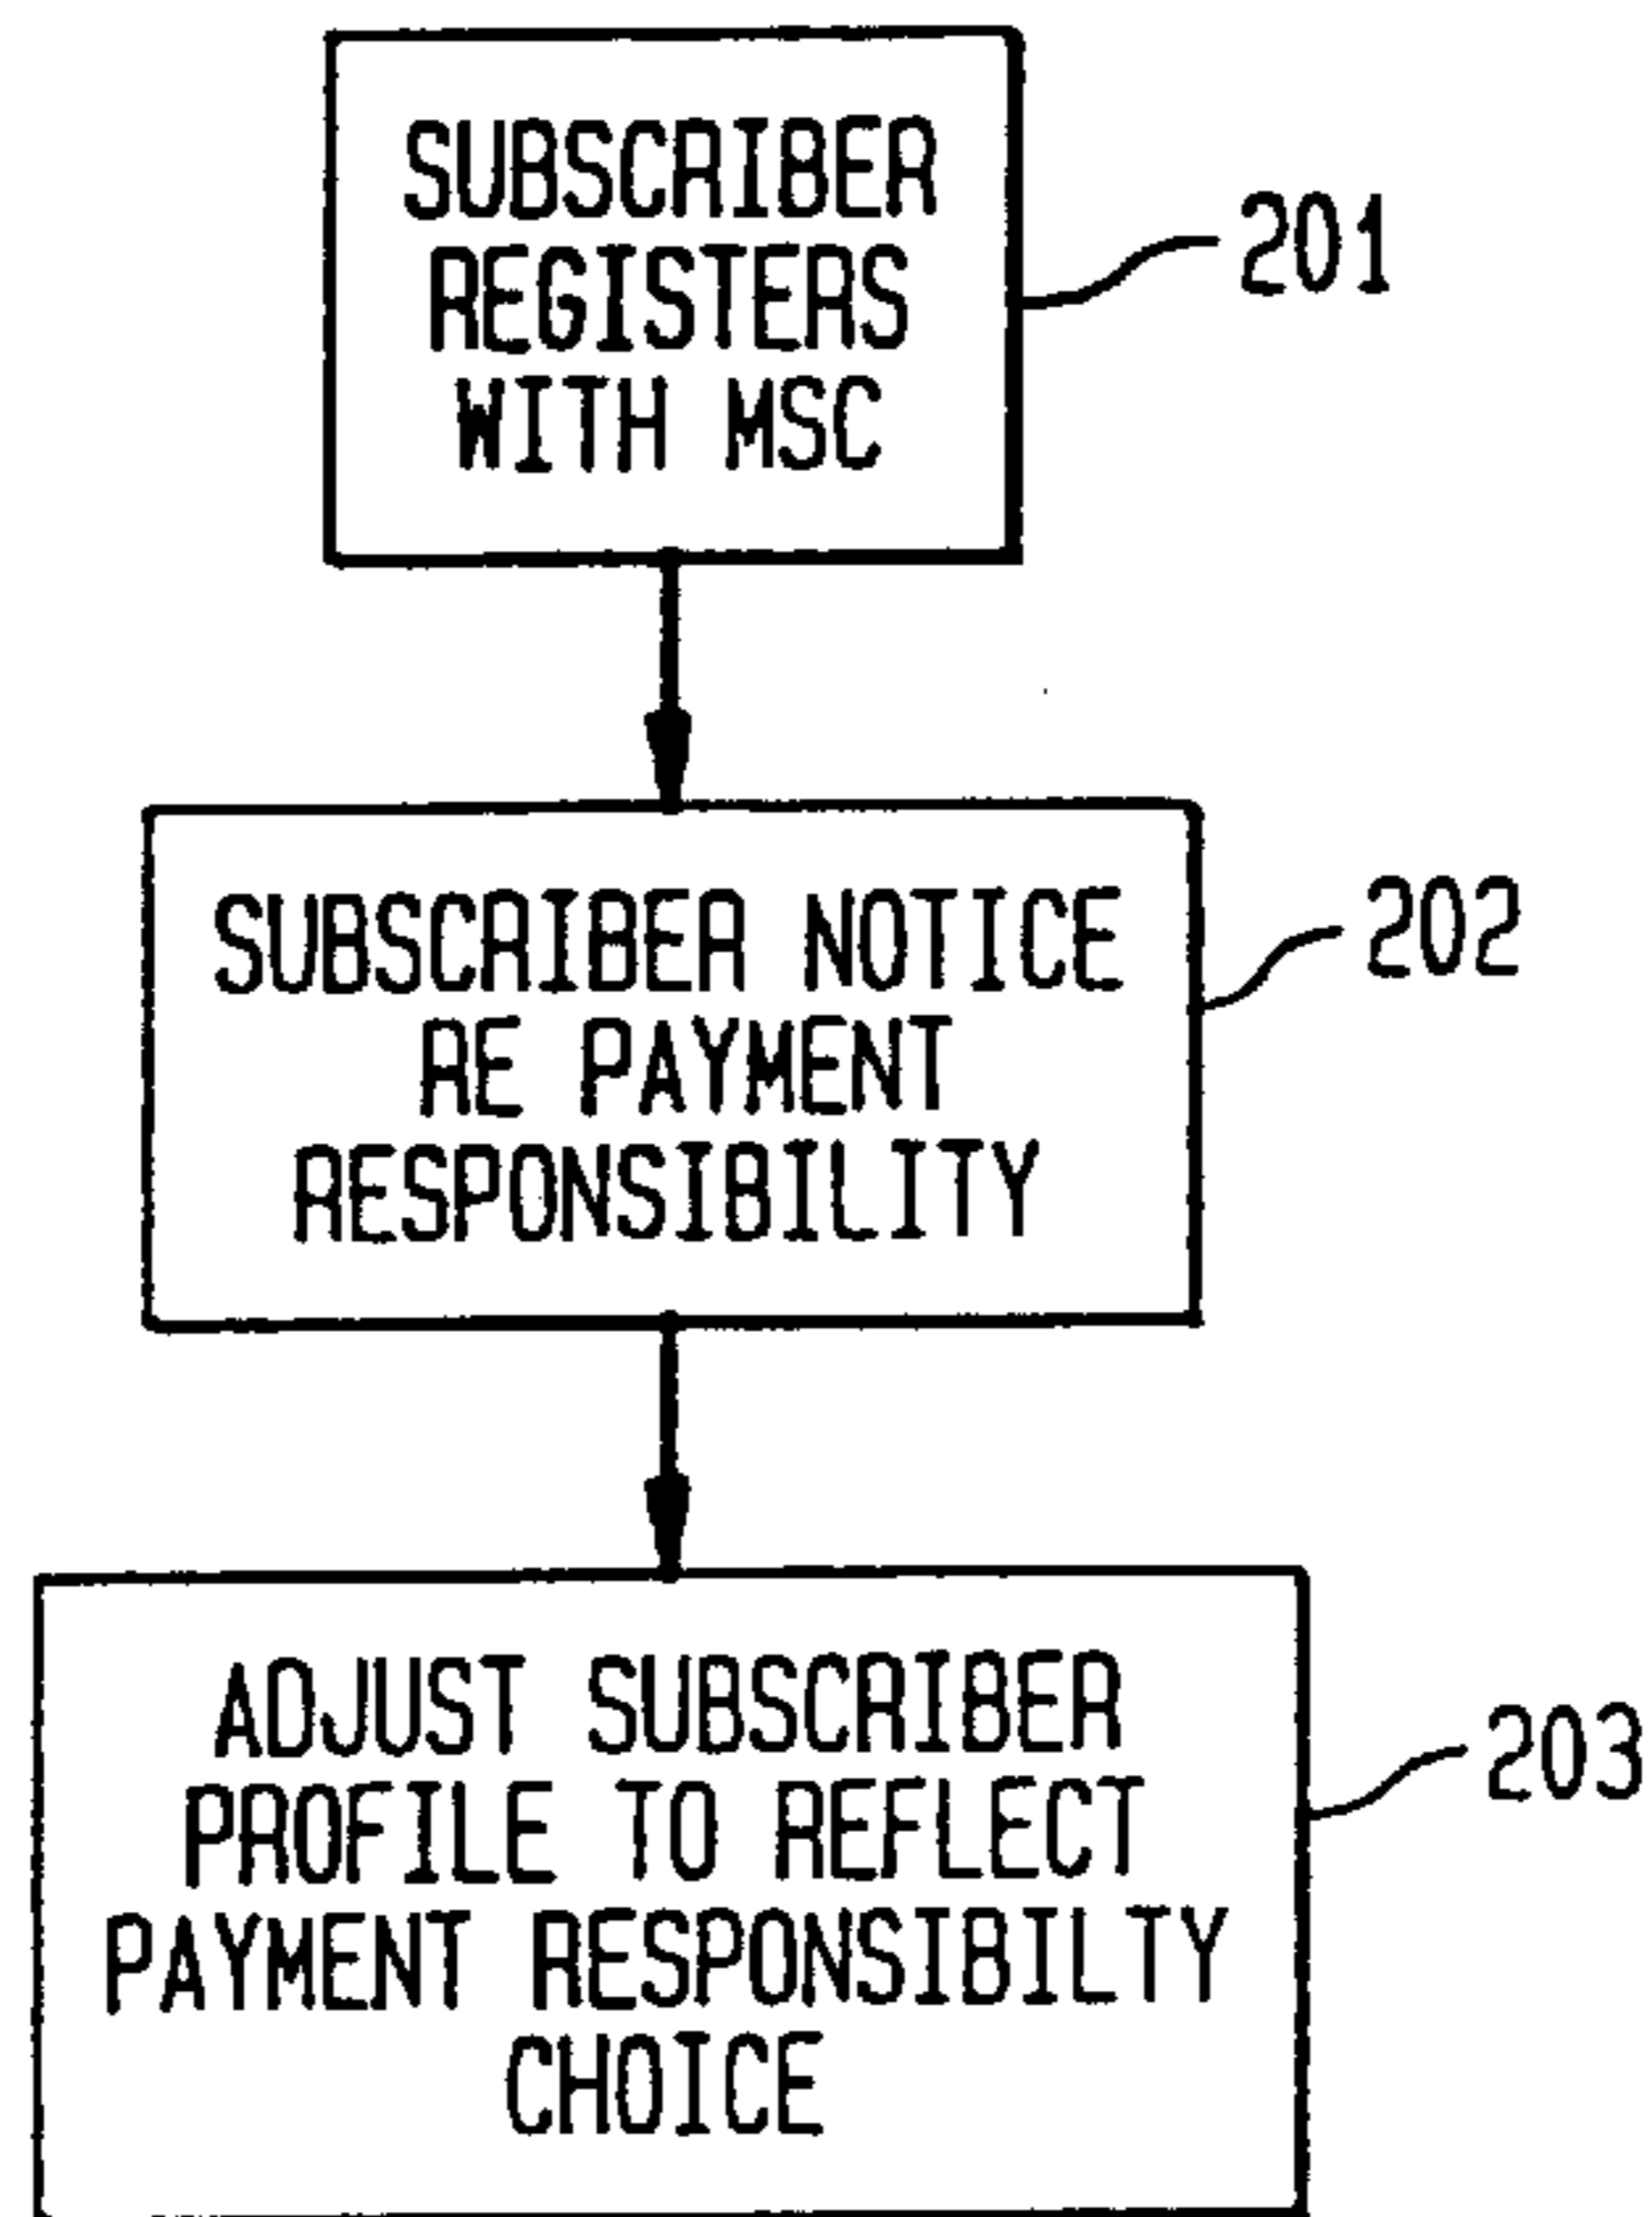 SUBSCRIBER
REGISTERS
WITH MSC
201
SUBSCRIBER NOTICE
RE PAYMENT
RESPONSIBILITY
202
ADJUST SUBSCRIBER
PROFILE TO REFLECT
PAYMENT RESPONSIBILTY
CHOICE
203